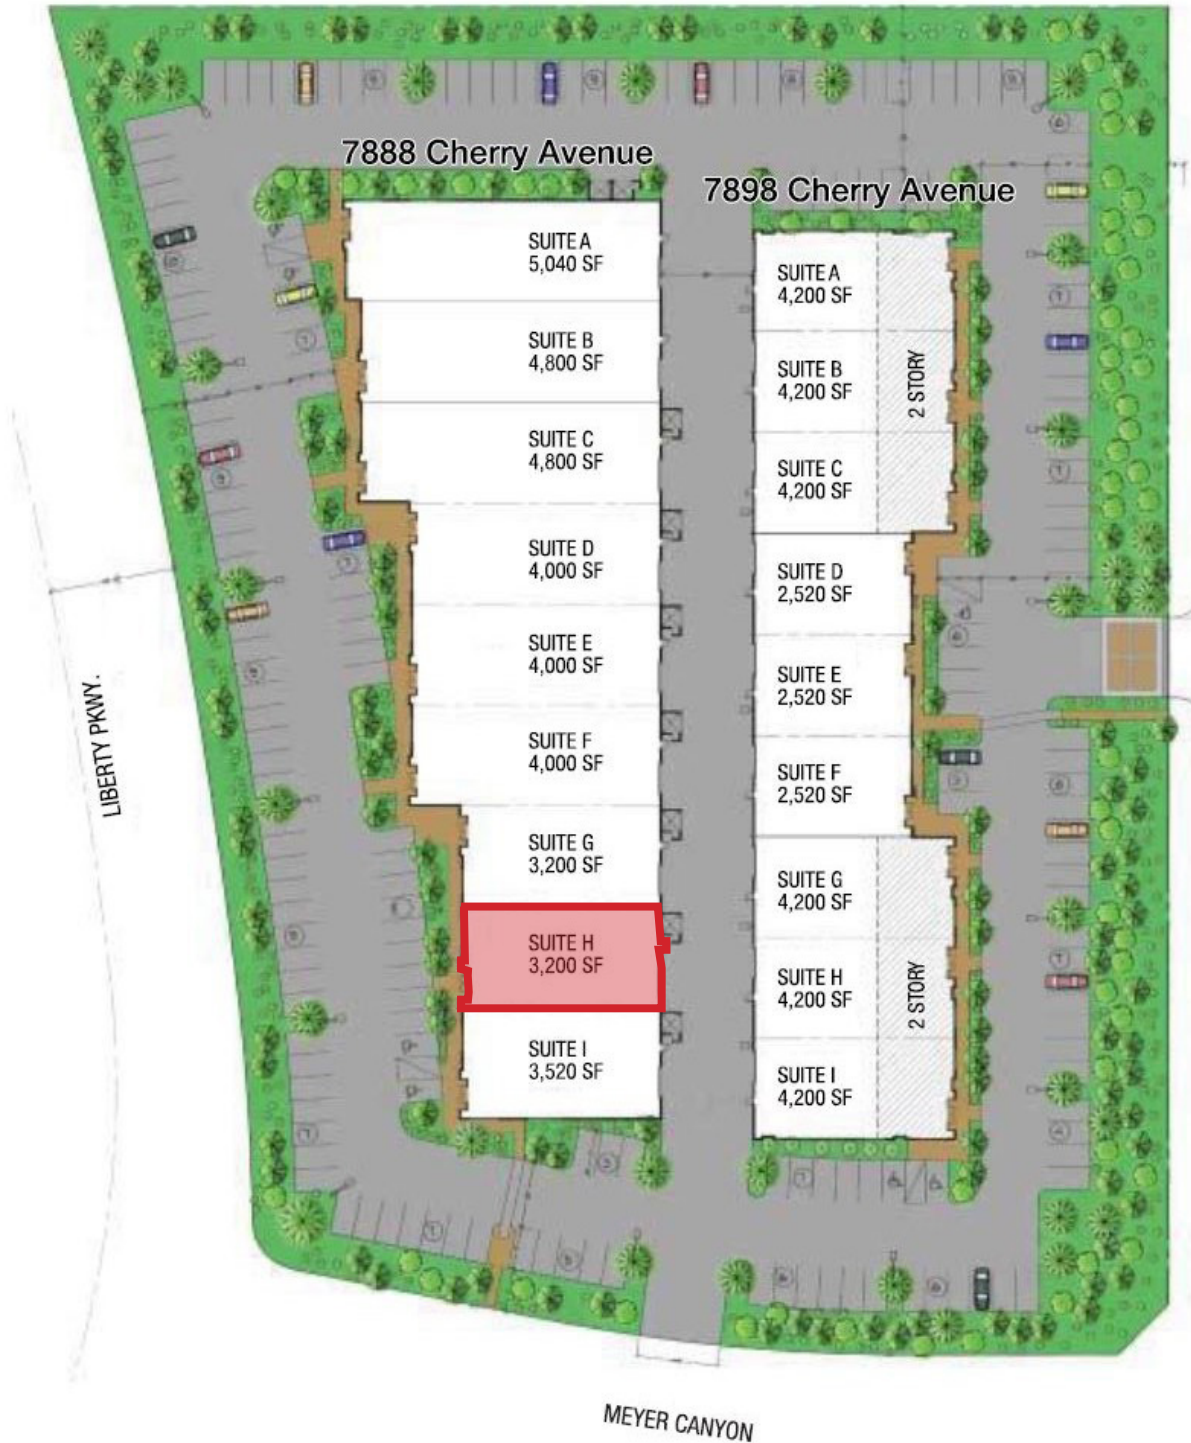 7888 Cherry Avenue
7898 Cherry Avenue
SUITE A
5,040 SF
SUITE B
4,800 SF
SUITE C
4,800 SF
SUITE D
4,000 SF
SUITE E
4,000 SF
SUITE F
4,000 SF
SUITE G
3,200 SF
SUITE H
3,200 SF
SUITE I
3,520 SF
SUITE A
4,200 SF
SUITE B
4,200 SF
SUITE C
4,200 SF
2 STORY
SUITE D
2,520 SF
SUITE E
2,520 SF
SUITE F
2,520 SF
SUITE G
4,200 SF
SUITE H
4,200 SF
SUITE I
4,200 SF
2 STORY
LIBERTY PKWY.
MEYER CANYON